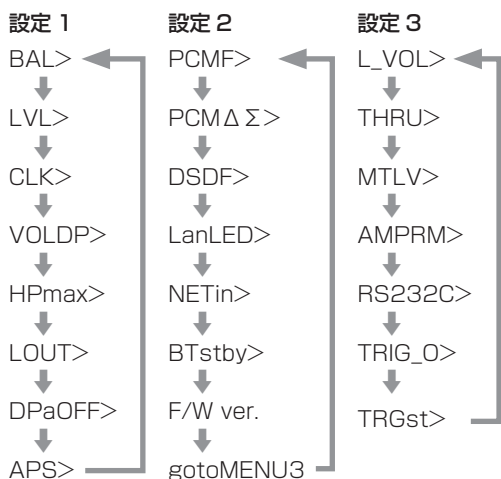 設定 1
BAL>
LVL>
CLK>
VOLDP>
HPmax>
LOUT>
DPaOFF>
APS>
設定 2
PCMF>
PCMΔΣ>
DSDF>
LanLED>
NETin>
BTstby>
F/W ver.
gotoMENU3
設定 3
L_VOL>
THRU>
MTLV>
AMPRM>
RS232C>
TRIG_O>
TRGst>